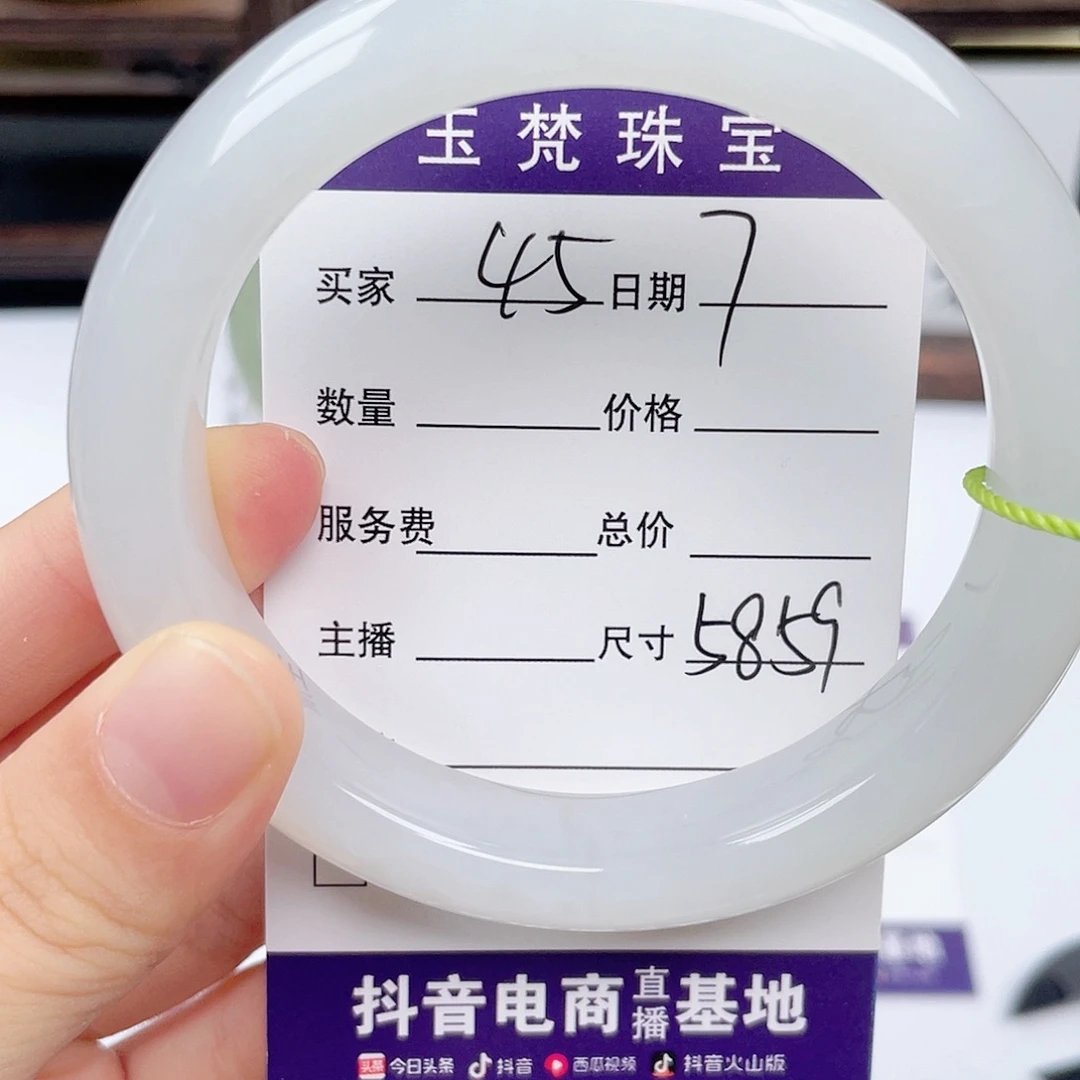 玉梵珠宝
买家 45 日期 7
数量 价格
服务费 总价
主播 尺寸 5859
抖音电商直播基地
今日头条 抖音 西瓜视频 抖音火山版